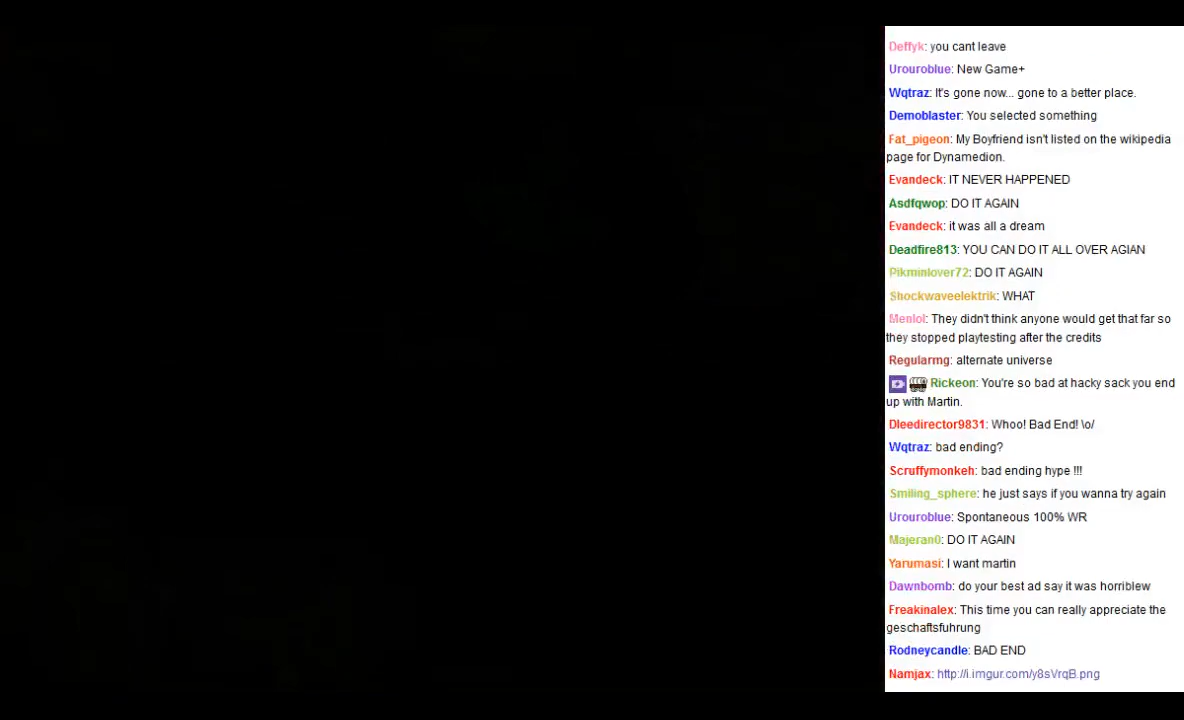 Deffyk: you cant leave
Urouroblue: New Game+
Wqtraz: It's gone now... gone to a better place.
Demoblaster: You selected something
Fat_pigeon: My Boyfriend isn't listed on the wikipedia
page for Dynamedion.
Evandeck: IT NEVER HAPPENED
Asdfqwop: DO IT AGAIN
Evandeck: it was all a dream
Deadfire813: YOU CAN DO IT ALL OVER AGIAN
Pikminlover72: DO IT AGAIN
Shockwaveelektrik: WHAT
Menlol: They didn't think anyone would get that far so
they stopped playtesting after the credits
Regularmg: alternate universe
Rickeon: You're so bad at hacky sack you end
up with Martin.
Dleedirector9831: Whoo! Bad End! \o/
Wqtraz: bad ending?
Scruffymonkeh: bad ending hype !!!
Smiling_sphere: he just says if you wanna try again
Urouroblue: Spontaneous 100% WR
Majeran0: DO IT AGAIN
Yarumasi: I want martin
Dawnbomb: do your best ad say it was horriblew
Freakinalex: This time you can really appreciate the
geschaftsfuhrung
Rodneycandle: BAD END
Namjax: http://i.imgur.com/y8sVrqB.png